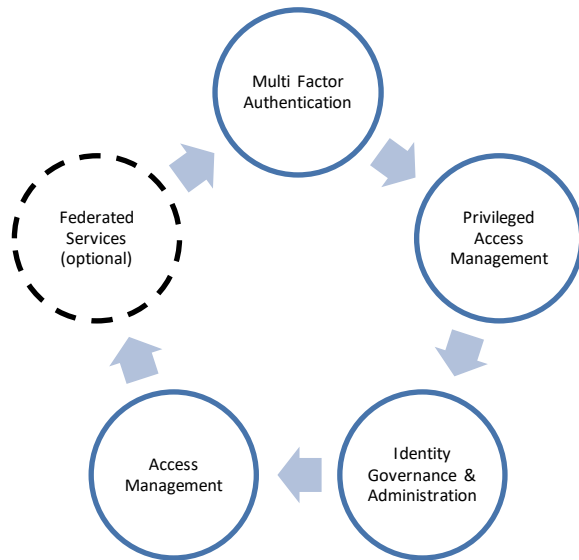 Multi Factor
Authentication
Privileged
Access
Management
Identity
Governance &
Administration
Access
Management
Federated
Services
(optional)